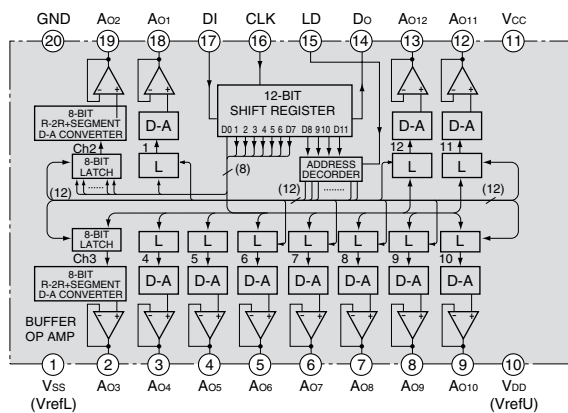 GND AO2 AO1 DI CLK LD DO AO12 AO11 VCC
20 19 18 17 16 15 14 13 12 11
12-BIT
SHIFT REGISTER
D0 1 2 3 4 5 6 D7 D8 9 10 D11
8-BIT
R-2R+SEGMENT
D-A CONVERTER
D-A D-A D-A
Ch2 1 12 11
8-BIT
LATCH
L L L
(8)
ADDRESS
DECORDER
(12) (12) (12)
8-BIT
LATCH
L L L L L L L
Ch3 4 5 6 7 8 9 10
8-BIT
R-2R+SEGMENT
D-A CONVERTER
D-A D-A D-A D-A D-A D-A D-A
BUFFER
OP AMP
1 2 3 4 5 6 7 8 9 10
VSS AO3 AO4 AO5 AO6 AO7 AO8 AO9 AO10 VDD
(VrefL) (VrefU)